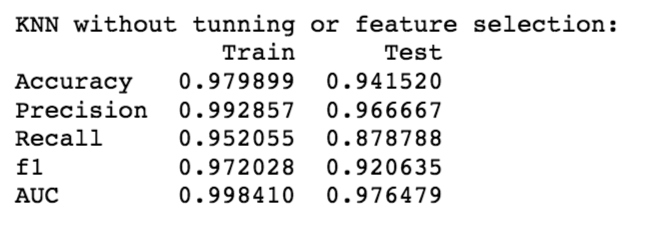 KNN without tunning or feature selection:
Train Test
Accuracy 0.979899 0.941520
Precision 0.992857 0.966667
Recall 0.952055 0.878788
f1 0.972028 0.920635
AUC 0.998410 0.976479